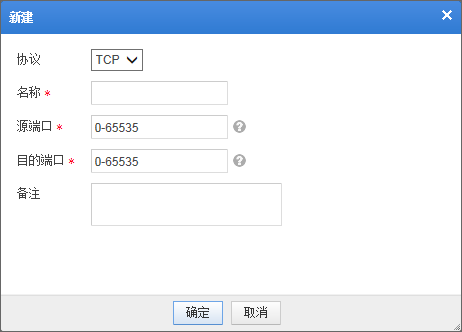 新建
协议 TCP
名称 *
源端口 * 0-65535
目的端口 * 0-65535
备注
确定 取消